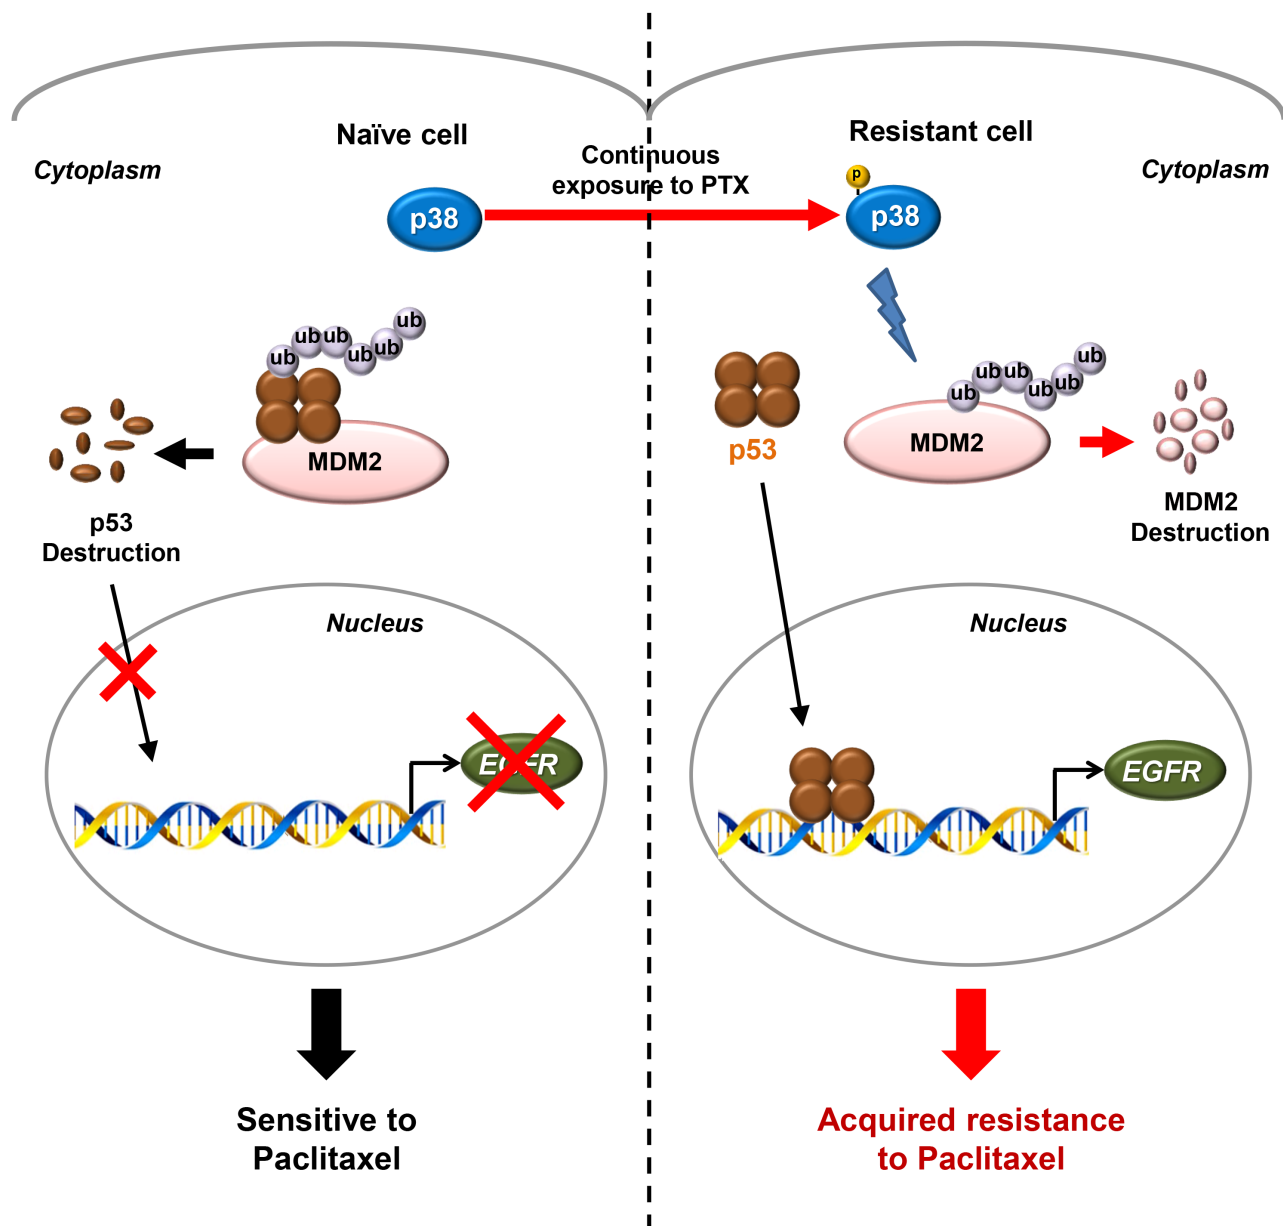 Naïve cell
Cytoplasm
Continuous
exposure to PTX
Resistant cell
Cytoplasm
p38
p
p38
ub
ub
ub
ub
ub
ub
MDM2
p53
Destruction
p53
ub
ub
ub
ub
ub
ub
MDM2
MDM2
Destruction
Nucleus
EGFR
Nucleus
EGFR
Sensitive to
Paclitaxel
Acquired resistance
to Paclitaxel